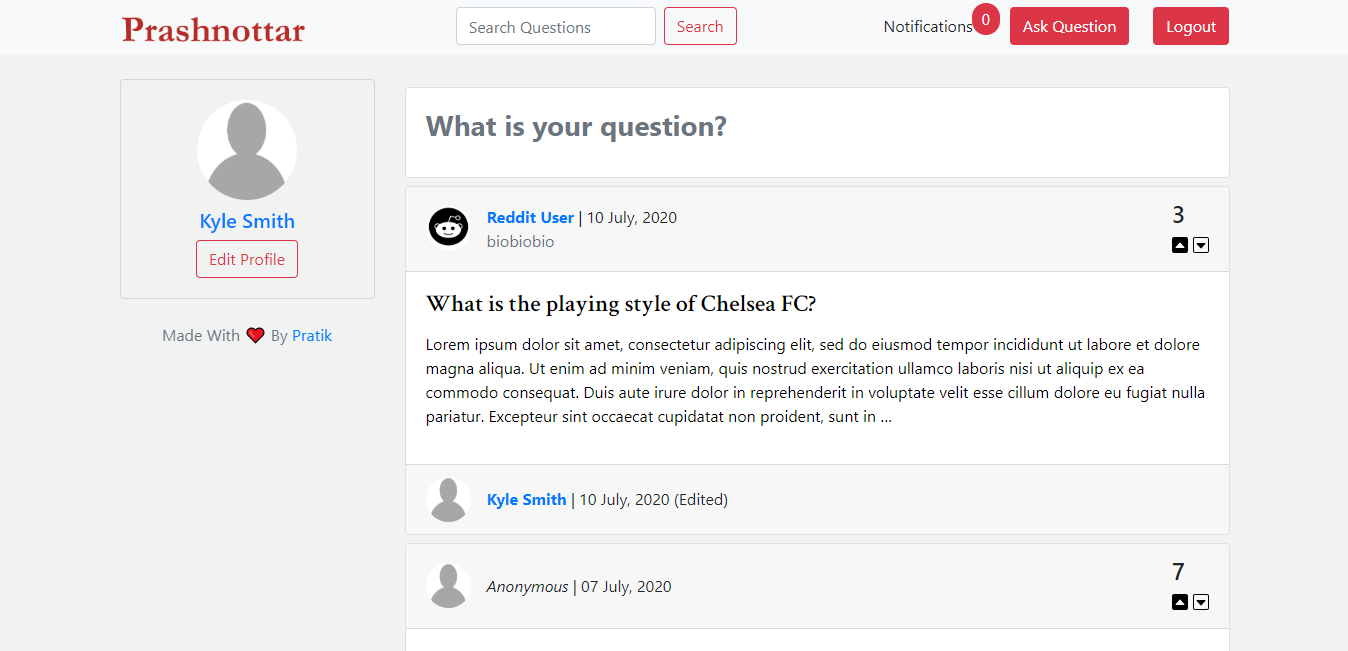 Prashnottar
Search Questions
Search
Notifications 0
Ask Question
Logout
Kyle Smith
Edit Profile
Made With By Pratik
What is your question?
Reddit User | 10 July, 2020
biobiobio
3
What is the playing style of Chelsea FC?
Lorem ipsum dolor sit amet, consectetur adipiscing elit, sed do eiusmod tempor incididunt ut labore et dolore
magna aliqua. Ut enim ad minim veniam, quis nostrud exercitation ullamco laboris nisi ut aliquip ex ea
commodo consequat. Duis aute irure dolor in reprehenderit in voluptate velit esse cillum dolore eu fugiat nulla
pariatur. Excepteur sint occaecat cupidatat non proident, sunt in ...
Kyle Smith | 10 July, 2020 (Edited)
Anonymous | 07 July, 2020
7